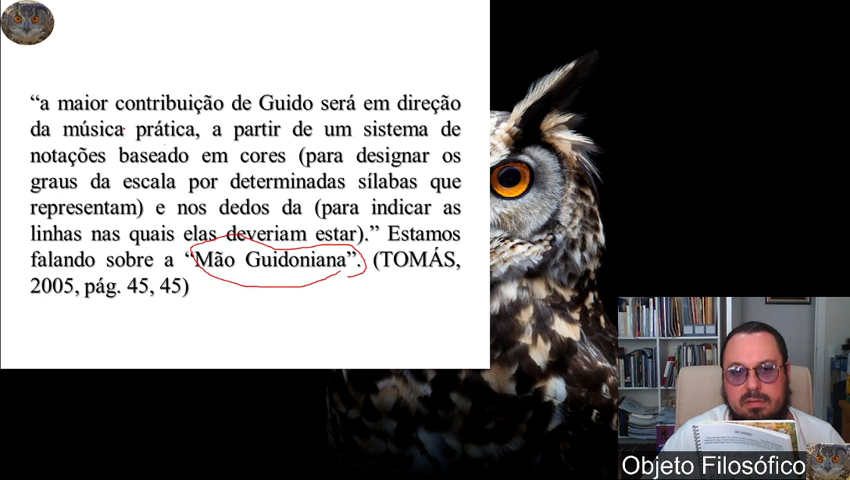 “a maior contribuição de Guido será em direção
da música prática, a partir de um sistema de
notações baseado em cores (para designar os
graus da escala por determinadas sílabas que
representam) e nos dedos da (para indicar as
linhas nas quais elas deveriam estar).” Estamos
falando sobre a “Mão Guidoniana”. (TOMÁS,
2005, pág. 45, 45)
Objeto Filosófico